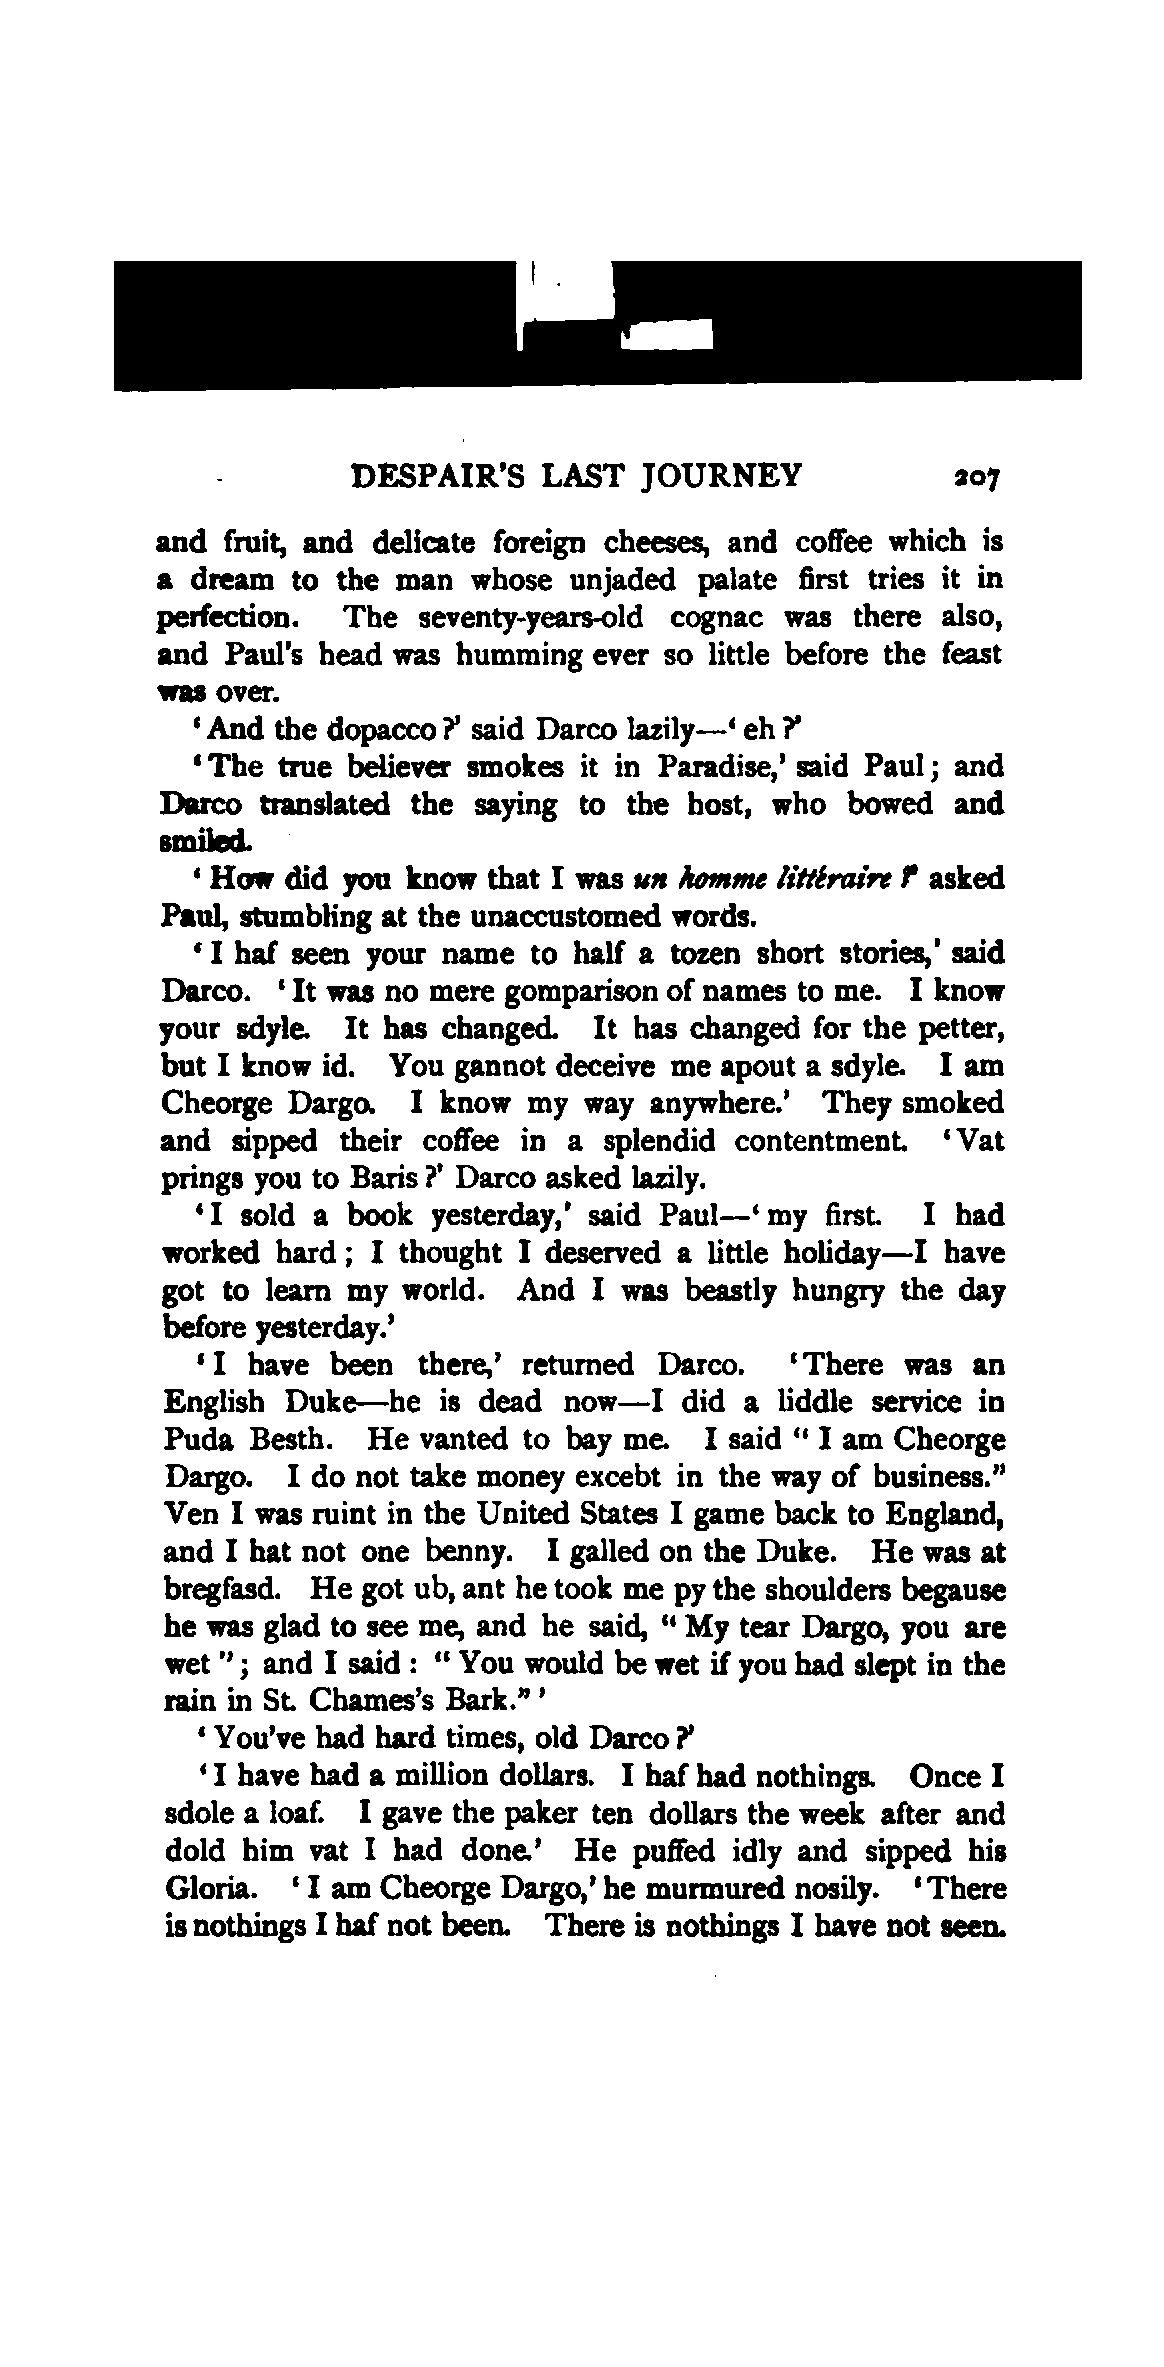 DESPAIR'S LAST JOURNEY 207
and fruit, and delicate foreign cheeses, and coffee which is
a dream to the man whose unjaded palate first tries it in
perfection. The seventy-years-old cognac was there also,
and Paul's head was humming ever so little before the feast
was over.
‘And the dopacco?’ said Darco lazily—‘eh?’
‘The true believer smokes it in Paradise,’ said Paul; and
Darco translated the saying to the host, who bowed and
smiled.
‘How did you know that I was un homme littéraire?’ asked
Paul, stumbling at the unaccustomed words.
‘I haf seen your name to half a tozen short stories,’ said
Darco. ‘It was no mere gomparison of names to me. I know
your sdyle. It has changed. It has changed for the petter,
but I know id. You gannot deceive me apout a sdyle. I am
Cheorge Dargo. I know my way anywhere.’ They smoked
and sipped their coffee in a splendid contentment. ‘Vat
prings you to Baris?’ Darco asked lazily.
‘I sold a book yesterday,’ said Paul—‘my first. I had
worked hard; I thought I deserved a little holiday—I have
got to learn my world. And I was beastly hungry the day
before yesterday.’
‘I have been there,’ returned Darco. ‘There was an
English Duke—he is dead now—I did a liddle service in
Puda Besth. He vanted to bay me. I said “I am Cheorge
Dargo. I do not take money excebt in the way of business.”
Ven I was ruint in the United States I game back to England,
and I hat not one benny. I galled on the Duke. He was at
bregfasd. He got ub, ant he took me py the shoulders begause
he was glad to see me, and he said, “My tear Dargo, you are
wet”; and I said: “You would be wet if you had slept in the
rain in St. Chames's Bark.”’
‘You've had hard times, old Darco?’
‘I have had a million dollars. I haf had nothings. Once I
sdole a loaf. I gave the paker ten dollars the week after and
dold him vat I had done.’ He puffed idly and sipped his
Gloria. ‘I am Cheorge Dargo,’ he murmured nosily. ‘There
is nothings I haf not been. There is nothings I have not seen.